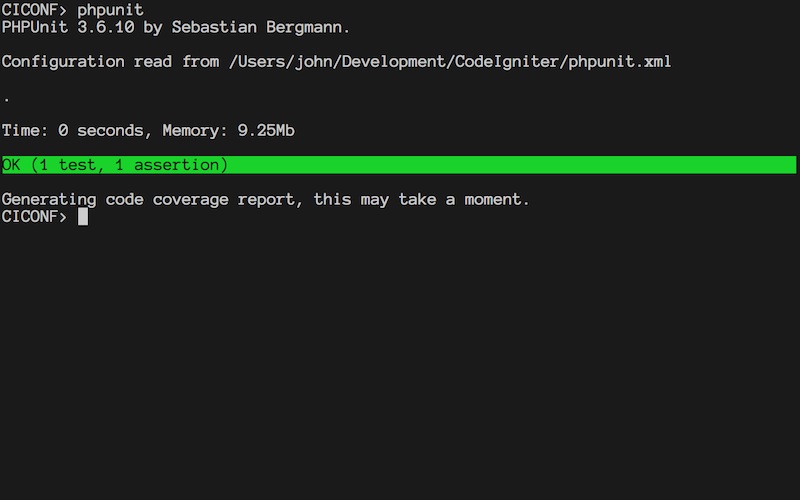 CICONF> phpunit
PHPUnit 3.6.10 by Sebastian Bergmann.
Configuration read from /Users/john/Development/CodeIgniter/phpunit.xml
.
Time: 0 seconds, Memory: 9.25Mb
OK (1 test, 1 assertion)
Generating code coverage report, this may take a moment.
CICONF>